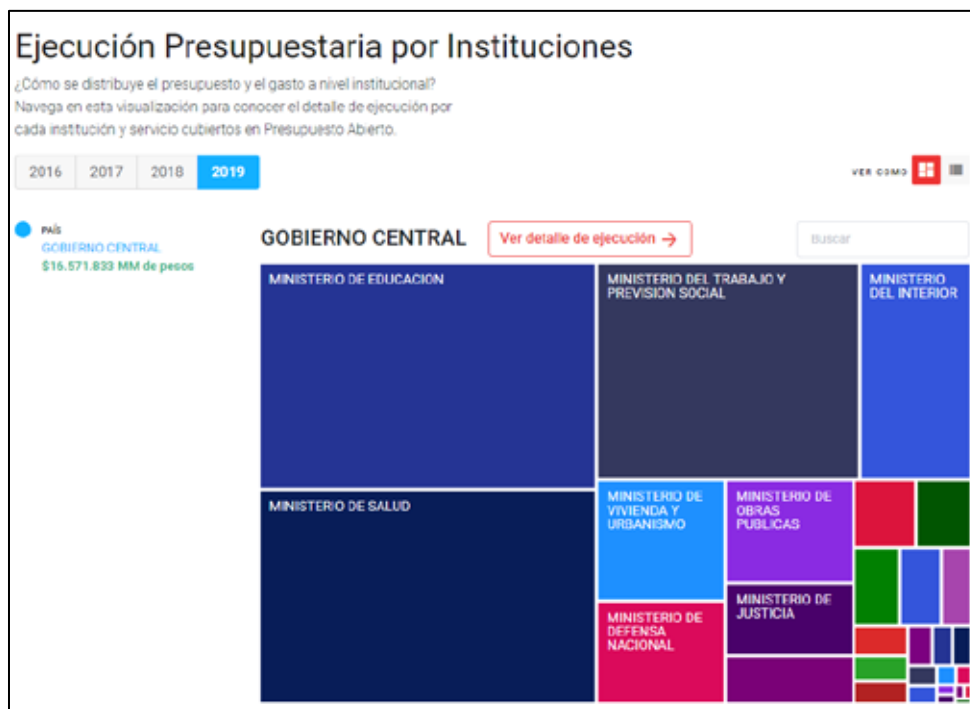 Ejecución Presupuestaria por Instituciones
¿Cómo se distribuye el presupuesto y el gasto a nivel institucional?
Navega en esta visualización para conocer el detalle de ejecución por
cada institución y servicio cubiertos en Presupuesto Abierto.
2016 2017 2018 2019
VER COMO
PAÍS
GOBIERNO CENTRAL
$16.571.833 MM de pesos
GOBIERNO CENTRAL
Ver detalle de ejecución →
Buscar
MINISTERIO DE EDUCACION
MINISTERIO DEL TRABAJO Y
PREVISION SOCIAL
MINISTERIO
DEL INTERIOR
MINISTERIO DE SALUD
MINISTERIO DE
VIVIENDA Y
URBANISMO
MINISTERIO DE
OBRAS
PUBLICAS
MINISTERIO DE
DEFENSA
NACIONAL
MINISTERIO DE
JUSTICIA